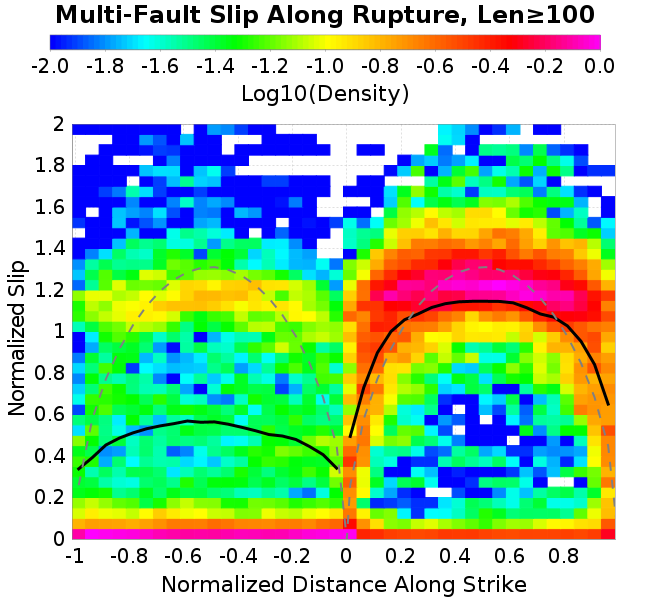 Multi-Fault Slip Along Rupture, Len≥100
-2.0 -1.8 -1.6 -1.4 -1.2 -1.0 -0.8 -0.6 -0.4 -0.2 0.0
Log10(Density)
Normalized Slip
2
1.8
1.6
1.4
1.2
1
0.8
0.6
0.4
0.2
0
-1 -0.8 -0.6 -0.4 -0.2 0 0.2 0.4 0.6 0.8
Normalized Distance Along Strike